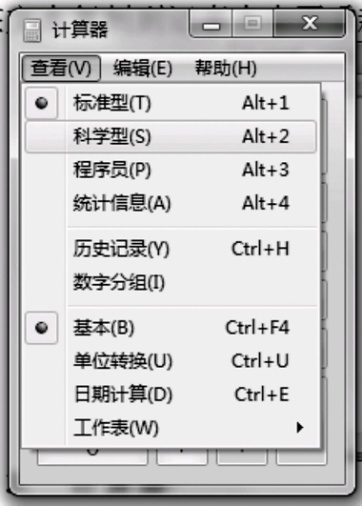 计算器
查看(V) 编辑(E) 帮助(H)
标准型(T) Alt+1
科学型(S) Alt+2
程序员(P) Alt+3
统计信息(A) Alt+4
历史记录(Y) Ctrl+H
数字分组(I)
基本(B) Ctrl+F4
单位转换(U) Ctrl+U
日期计算(D) Ctrl+E
工作表(W)